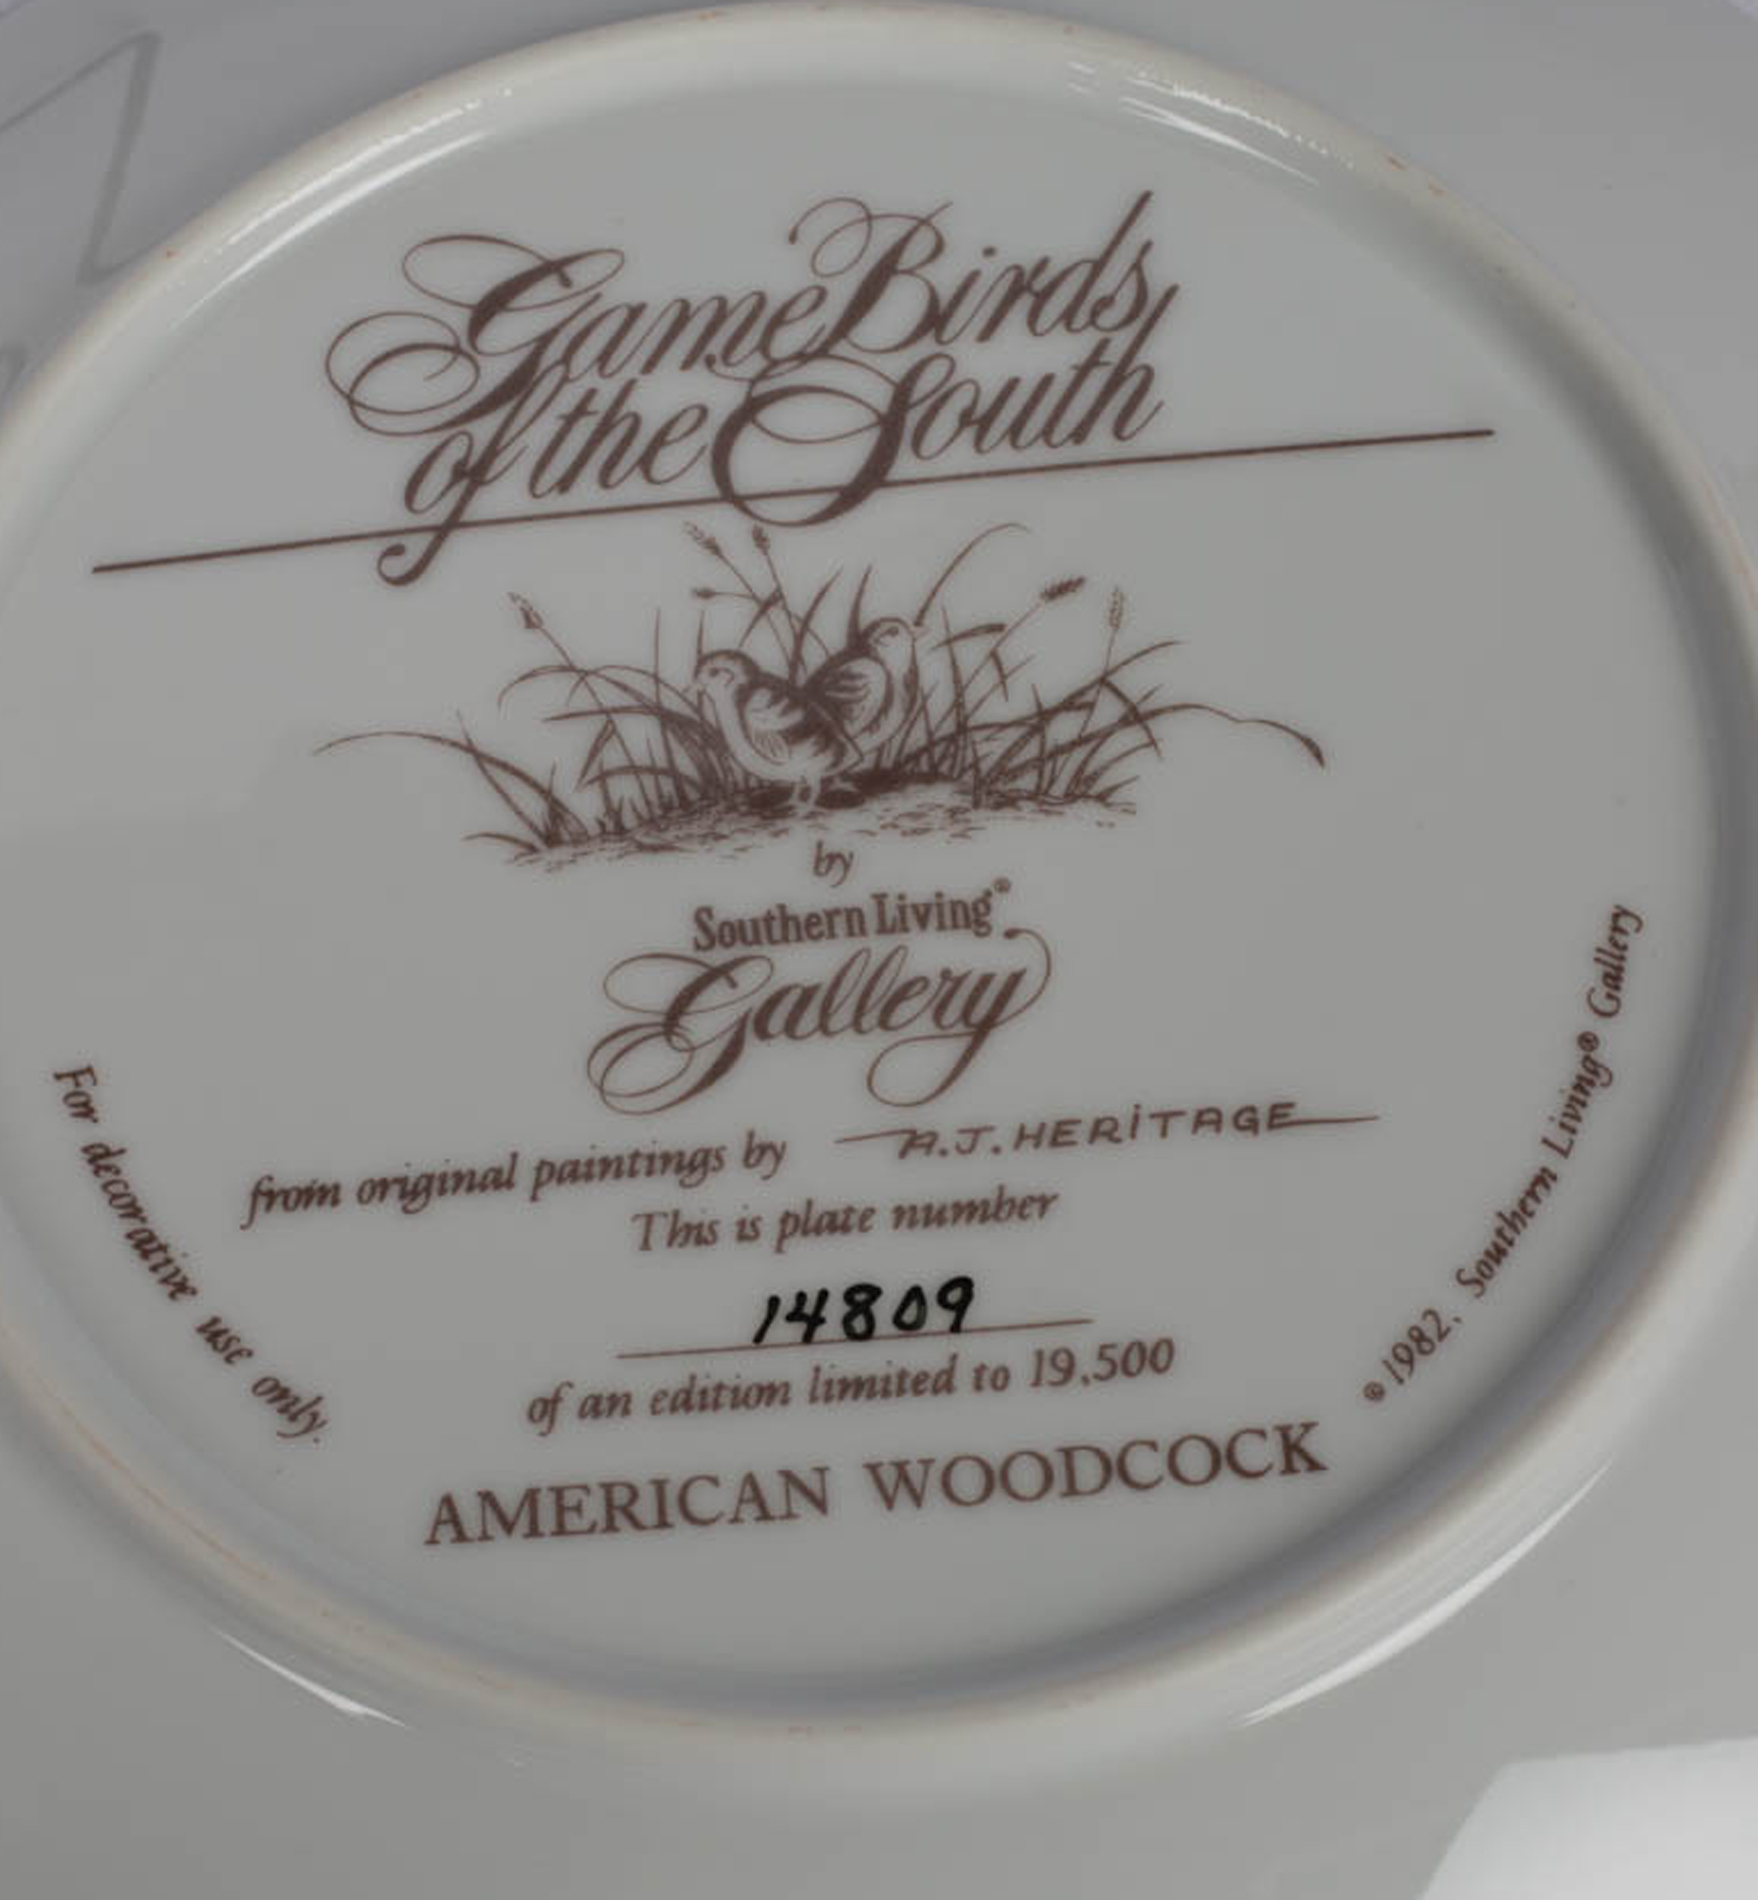 Game Birds
of the South
by
Southern Living®
Gallery
from original paintings by A.J. HERITAGE
This is plate number
14809
of an edition limited to 19,500
AMERICAN WOODCOCK
For decorative use only.
© 1982, Southern Living® Gallery